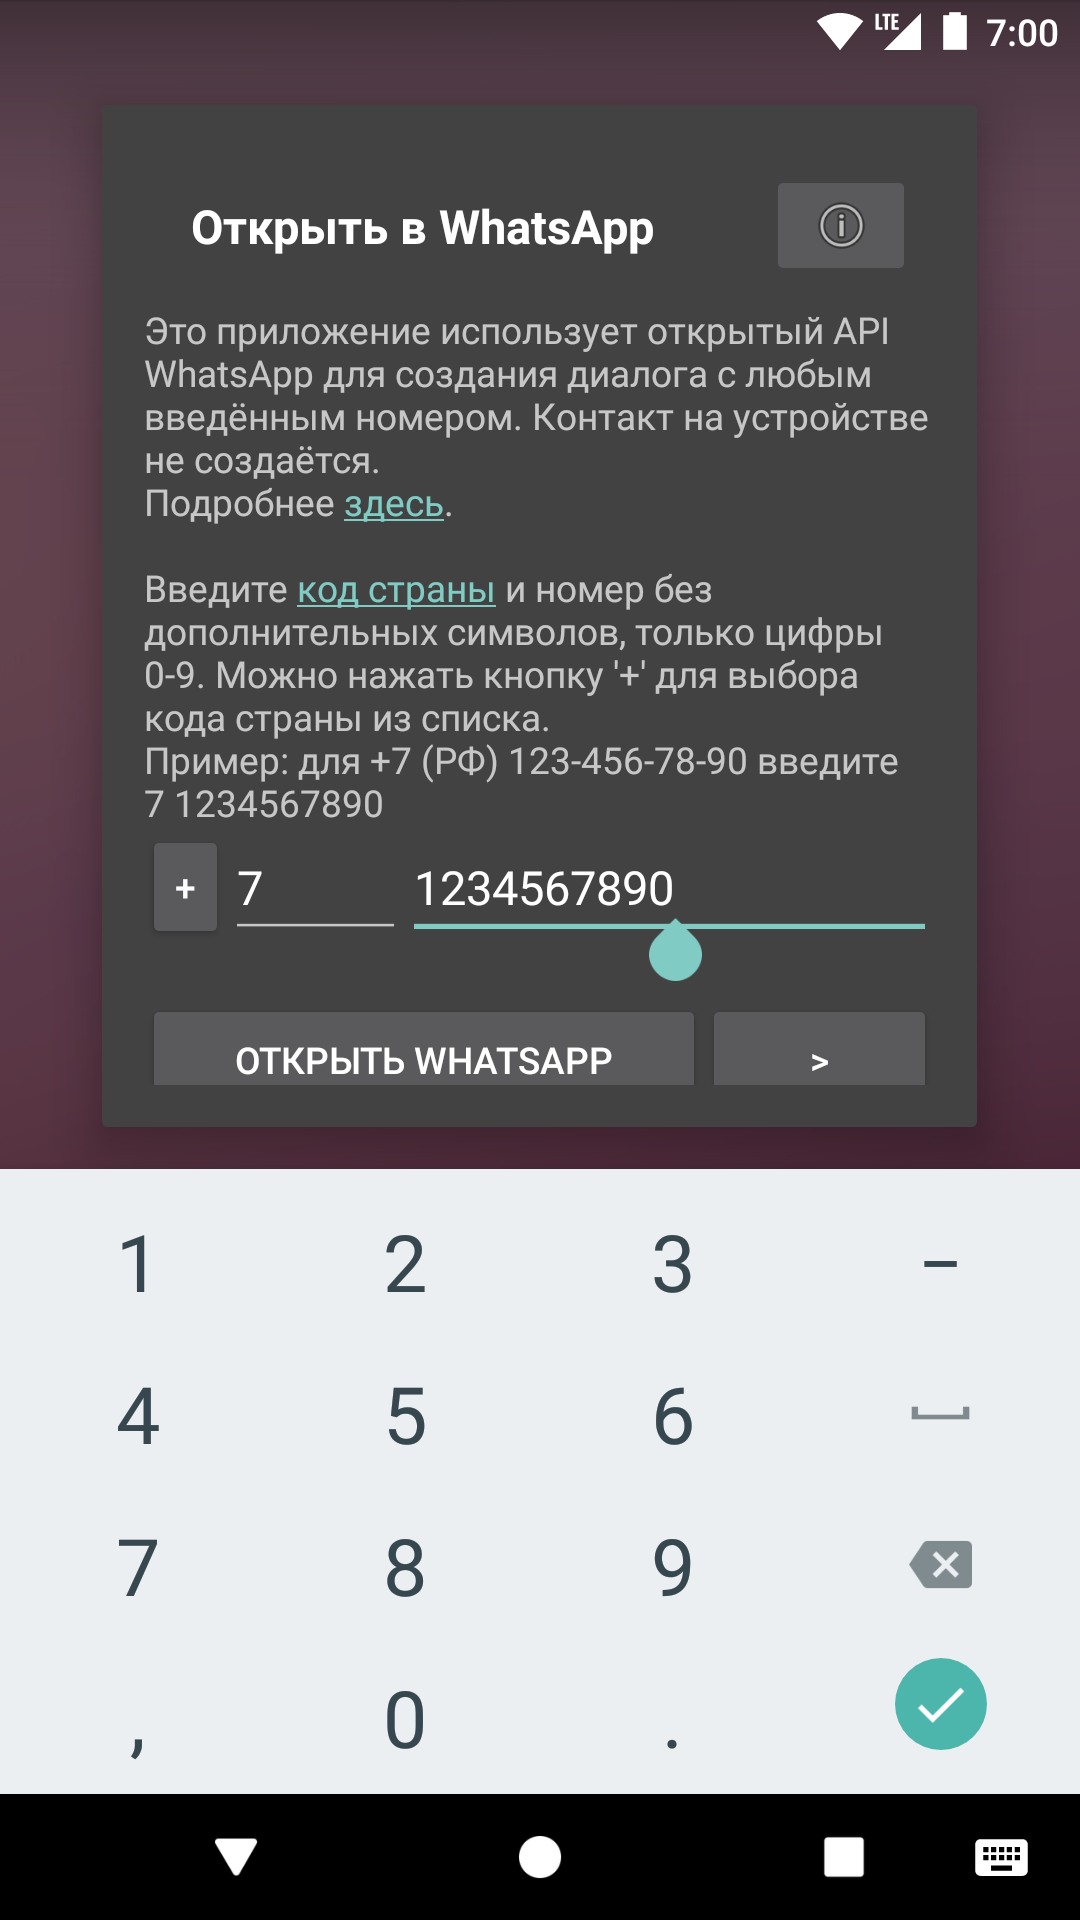 LTE 7:00
Открыть в WhatsApp
Это приложение использует открытый API
WhatsApp для создания диалога с любым
введённым номером. Контакт на устройстве
не создаётся.
Подробнее здесь.
Введите код страны и номер без
дополнительных символов, только цифры
0-9. Можно нажать кнопку '+' для выбора
кода страны из списка.
Пример: для +7 (РФ) 123-456-78-90 введите
7 1234567890
+ 7 1234567890
ОТКРЫТЬ WHATSAPP >
1 2 3 –
4 5 6
7 8 9
, 0 .